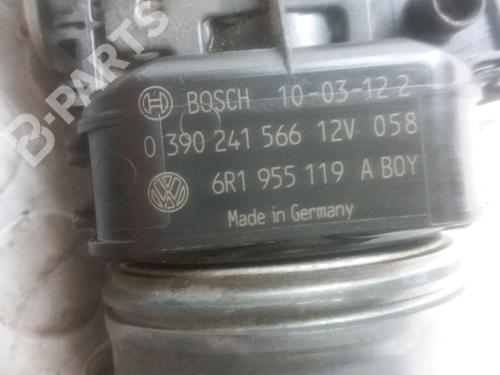 B-PARTS
BOSCH 10-03-12 2
0 390 241 566 12V 058
6R1 955 119 A BOY
Made in Germany